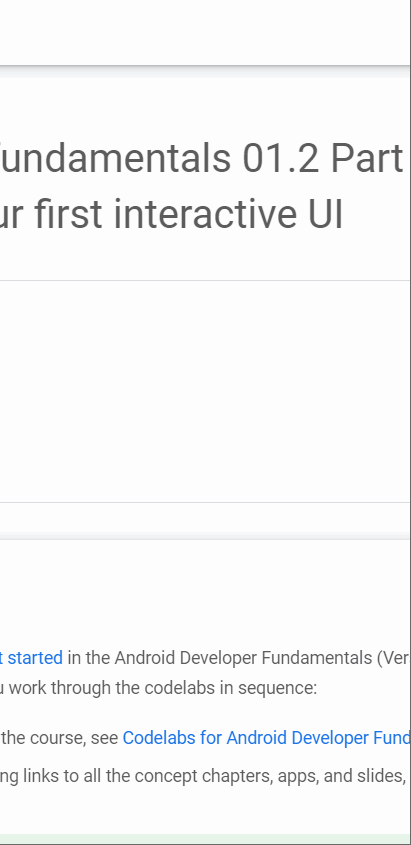 undamentals 01.2 Part
ur first interactive UI
t started in the Android Developer Fundamentals (Ver
u work through the codelabs in sequence:
the course, see Codelabs for Android Developer Fund
ng links to all the concept chapters, apps, and slides,